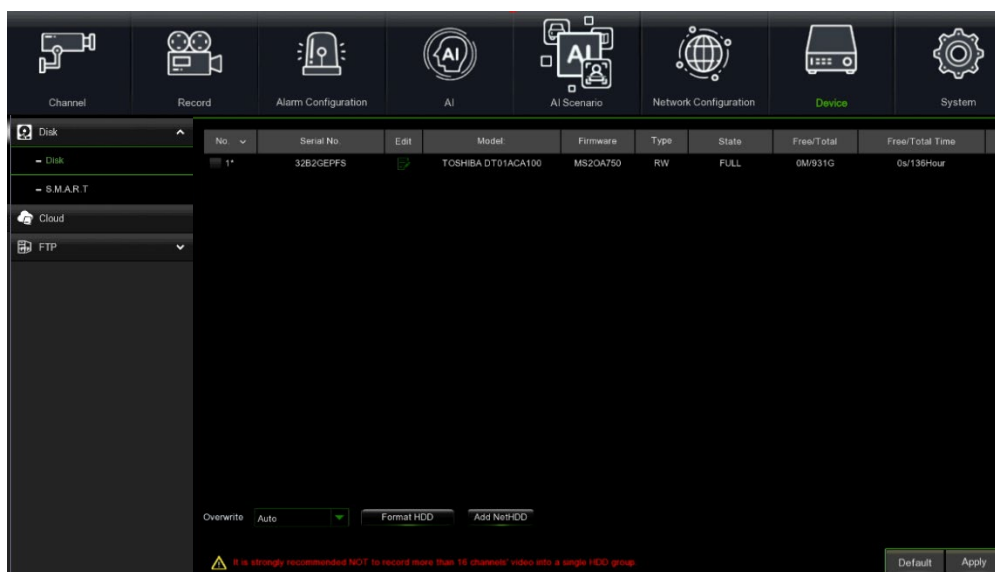 AI
AI
Channel Record Alarm Configuration AI AI Scenario Network Configuration Device System
Disk
No. Serial No. Edit Model: Firmware Type State Free/Total Free/Total Time
– Disk
1* 32B2GEPFS TOSHIBA DT01ACA100 MS2OA750 RW FULL 0M/931G 0s/136Hour
– S.M.A.R.T
Cloud
FTP
Overwrite Auto Format HDD Add NetHDD
It is strongly recommended NOT to record more than 16 channels' video into a single HDD group.
Default Apply